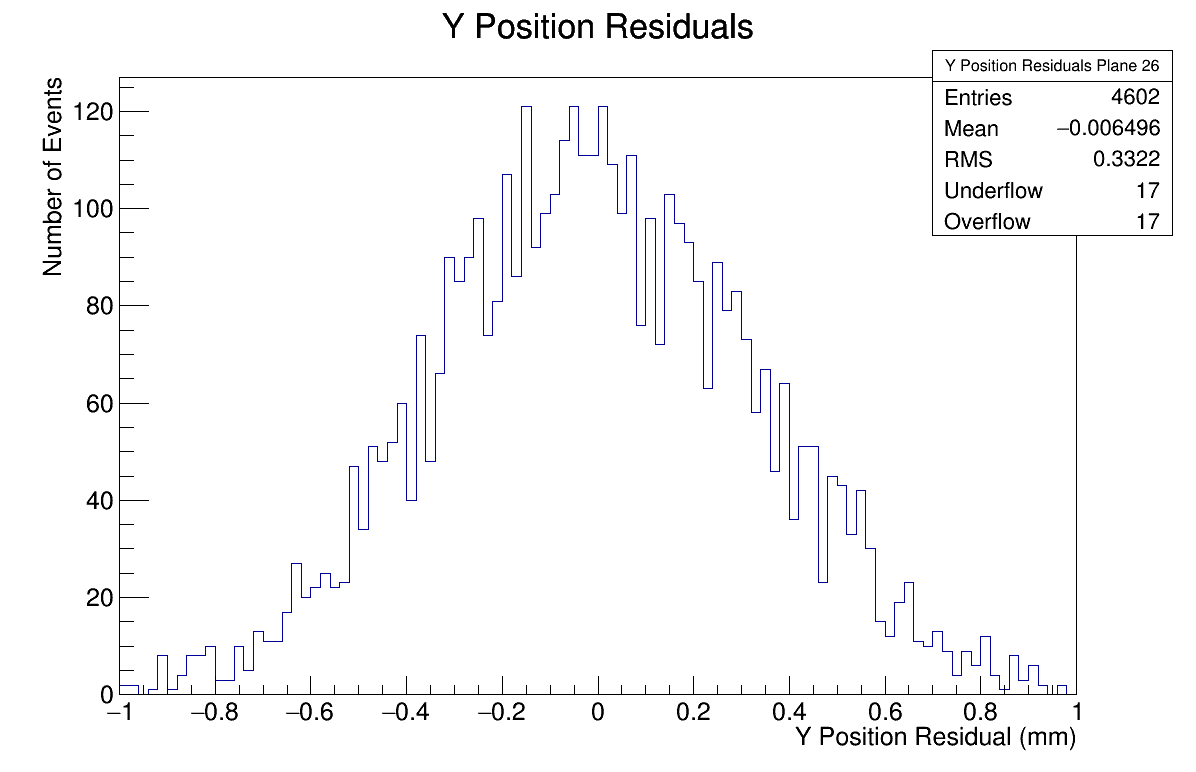 Y Position Residuals
Y Position Residuals Plane 26
Entries 4602
Mean −0.006496
RMS 0.3322
Underflow 17
Overflow 17
Number of Events
120
100
80
60
40
20
0
−1 −0.8 −0.6 −0.4 −0.2 0 0.2 0.4 0.6 0.8 1
Y Position Residual (mm)